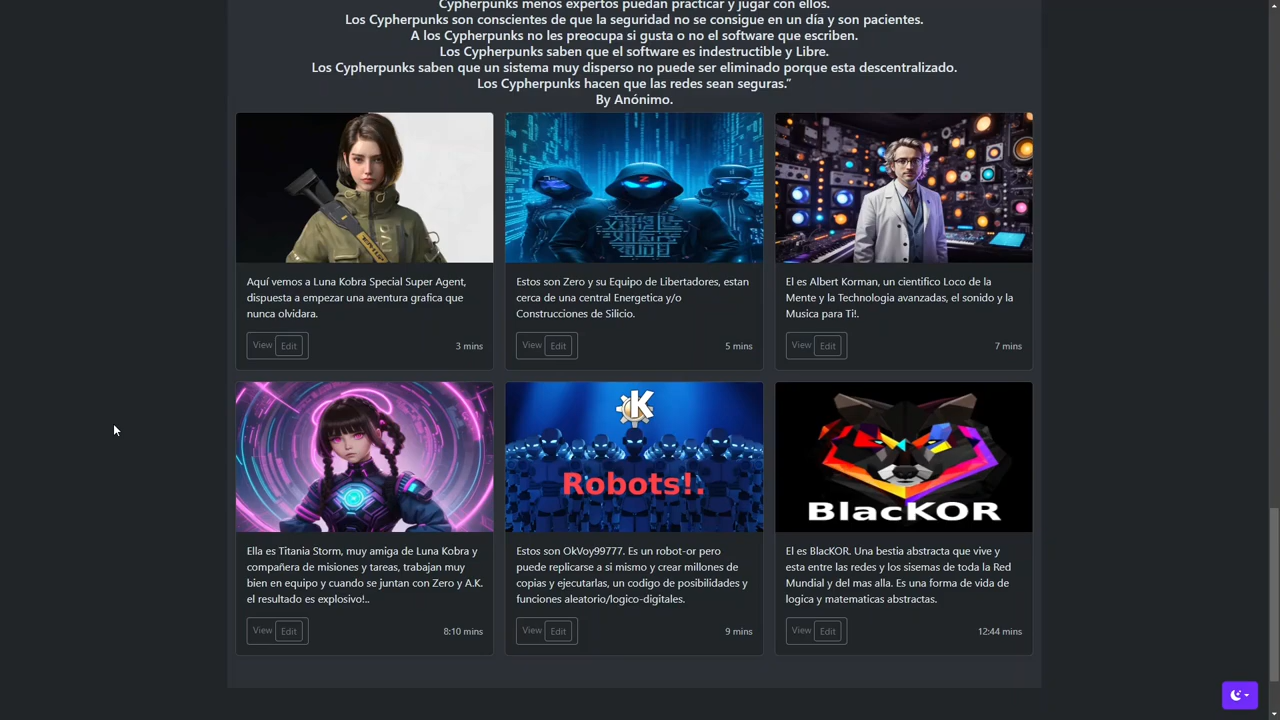 Cypherpunks menos expertos puedan practicar y jugar con ellos.
Los Cypherpunks son conscientes de que la seguridad no se consigue en un día y son pacientes.
A los Cypherpunks no les preocupa si gusta o no el software que escriben.
Los Cypherpunks saben que el software es indestructible y Libre.
Los Cypherpunks saben que un sistema muy disperso no puede ser eliminado porque esta descentralizado.
Los Cypherpunks hacen que las redes sean seguras.”
By Anónimo.
Aquí vemos a Luna Kobra Special Super Agent,
dispuesta a empezar una aventura grafica que
nunca olvidara.
View Edit 3 mins
Z
Estos son Zero y su Equipo de Libertadores, estan
cerca de una central Energetica y/o
Construcciones de Silicio.
View Edit 5 mins
El es Albert Korman, un cientifico Loco de la
Mente y la Technologia avanzadas, el sonido y la
Musica para Ti!.
View Edit 7 mins
Ella es Titania Storm, muy amiga de Luna Kobra y
compañera de misiones y tareas, trabajan muy
bien en equipo y cuando se juntan con Zero y A.K.
el resultado es explosivo!..
View Edit 8:10 mins
K
Robots!.
Estos son OkVoy99777. Es un robot-or pero
puede replicarse a si mismo y crear millones de
copias y ejecutarlas, un codigo de posibilidades y
funciones aleatorio/logico-digitales.
View Edit 9 mins
BlacKOR
El es BlacKOR. Una bestia abstracta que vive y
esta entre las redes y los sisemas de toda la Red
Mundial y del mas alla. Es una forma de vida de
logica y matematicas abstractas.
View Edit 12:44 mins